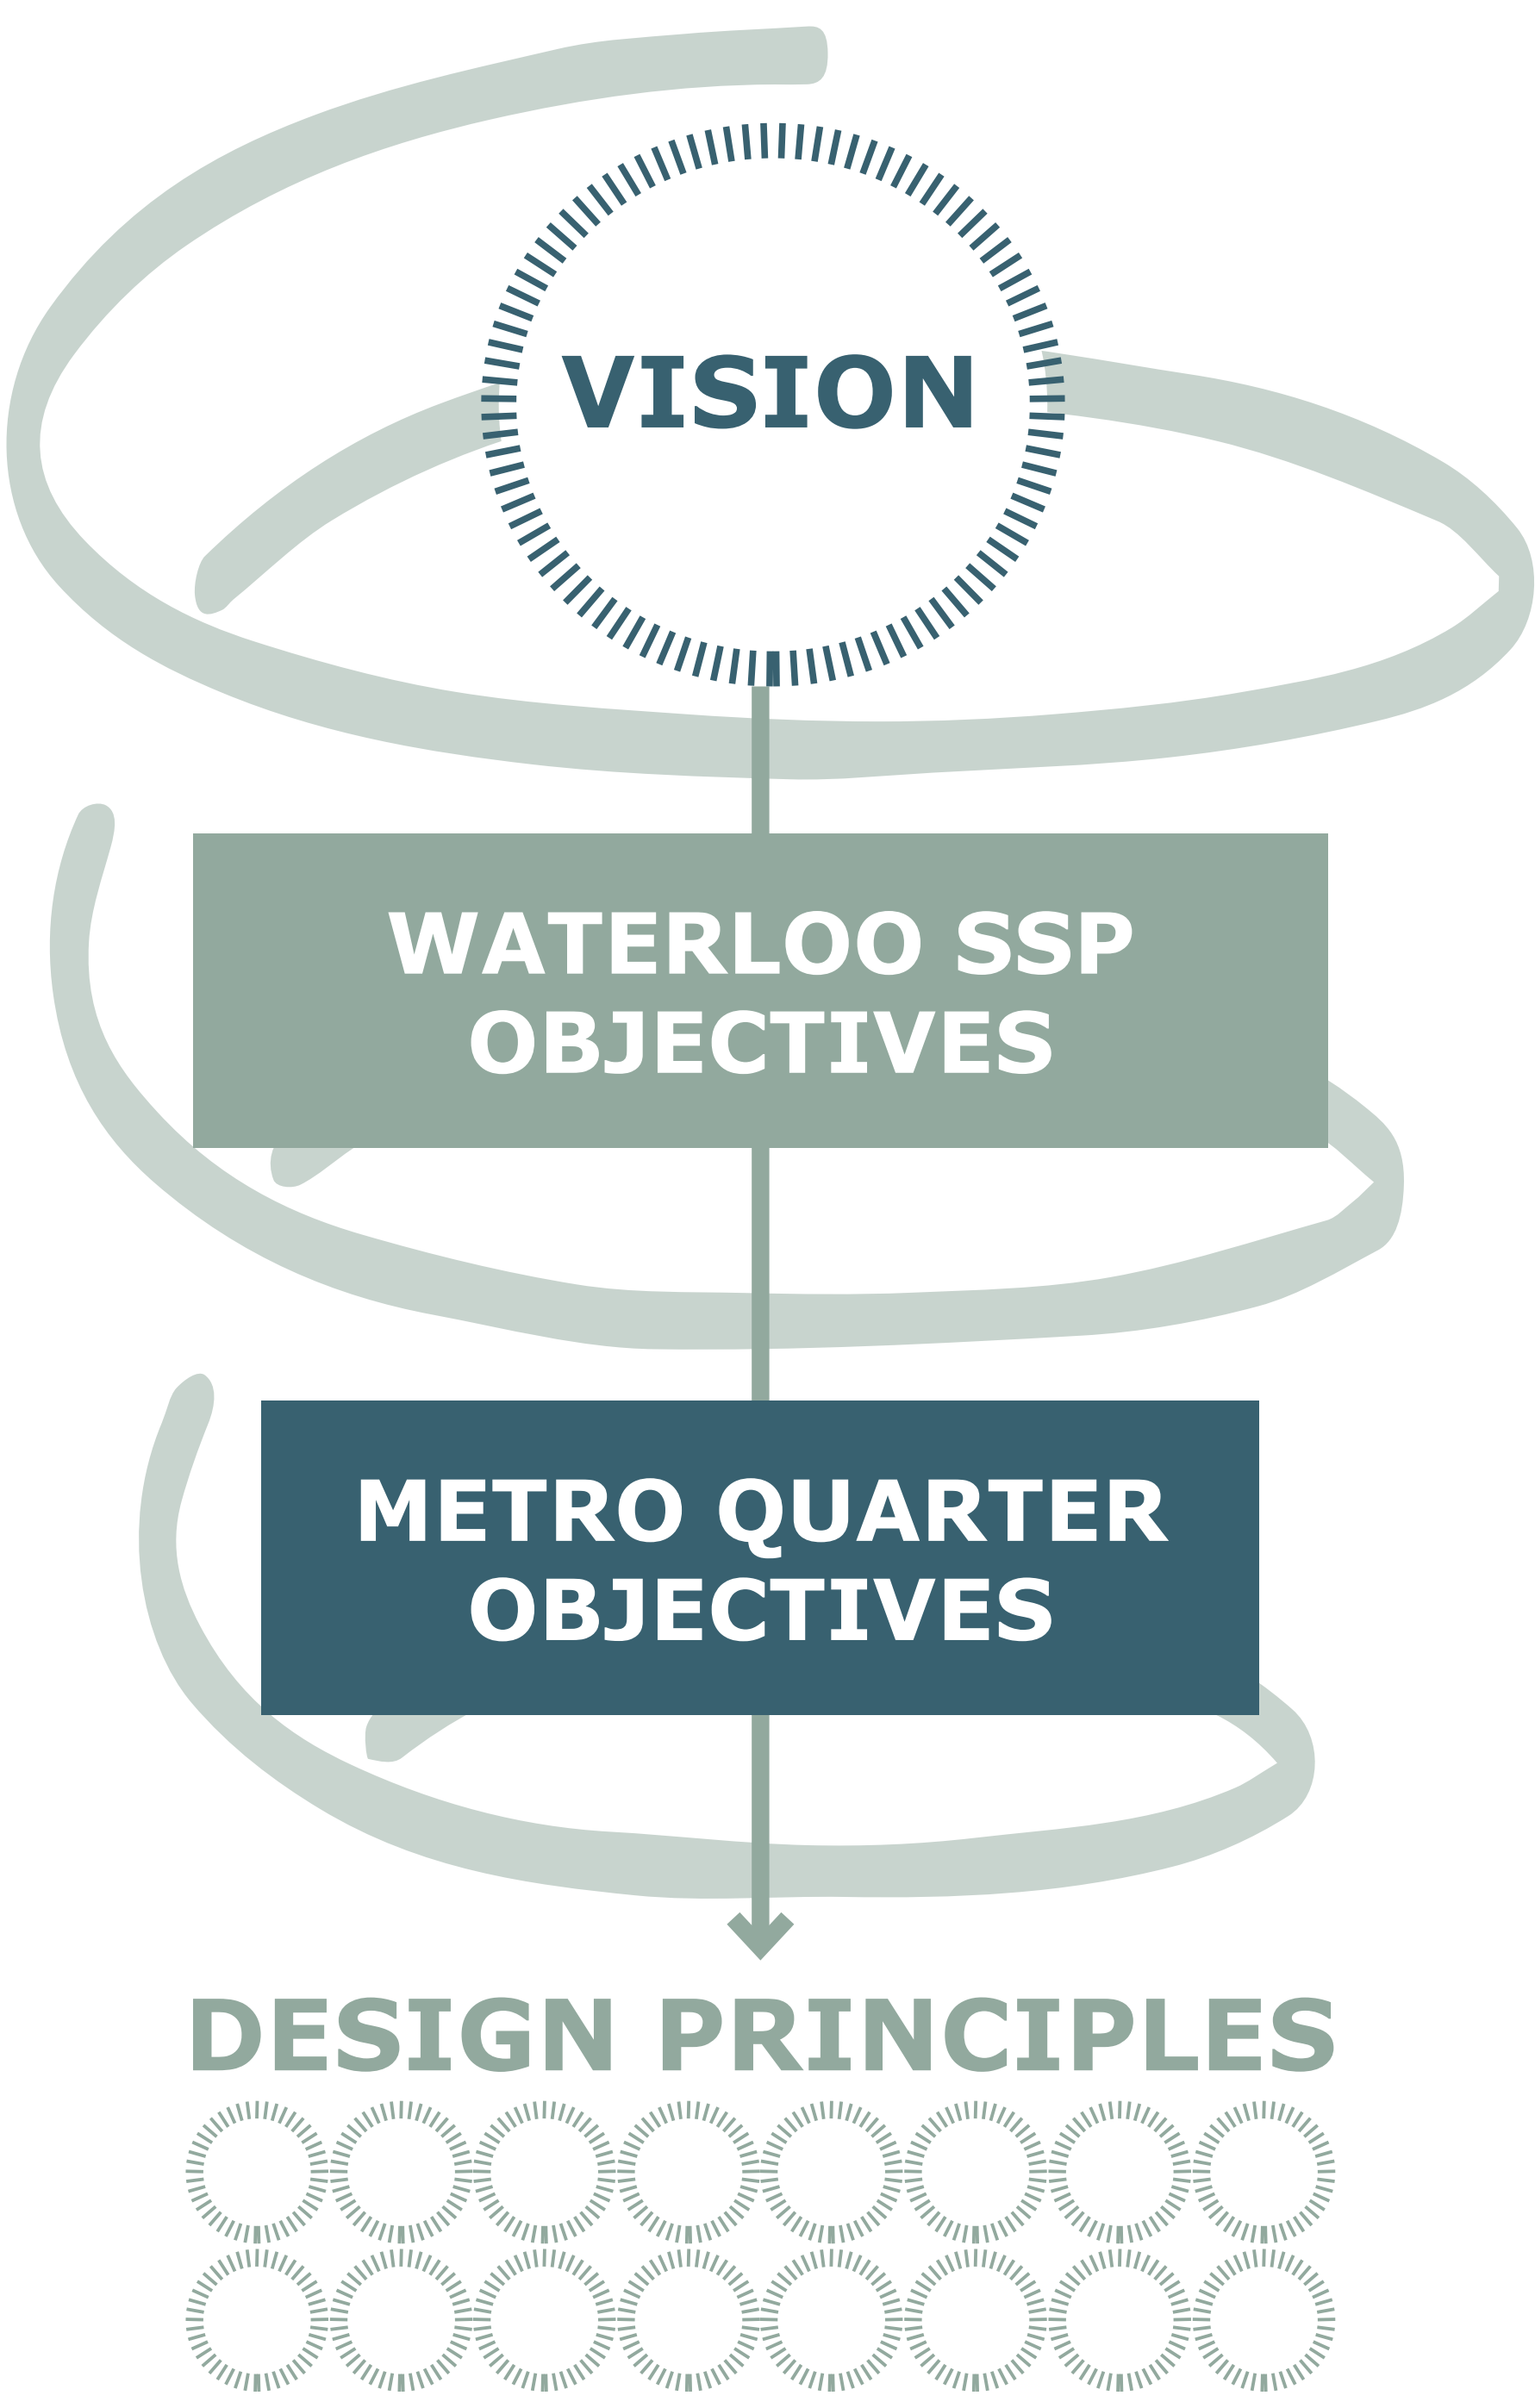 VISION
WATERLOO SSP
OBJECTIVES
METRO QUARTER
OBJECTIVES
DESIGN PRINCIPLES